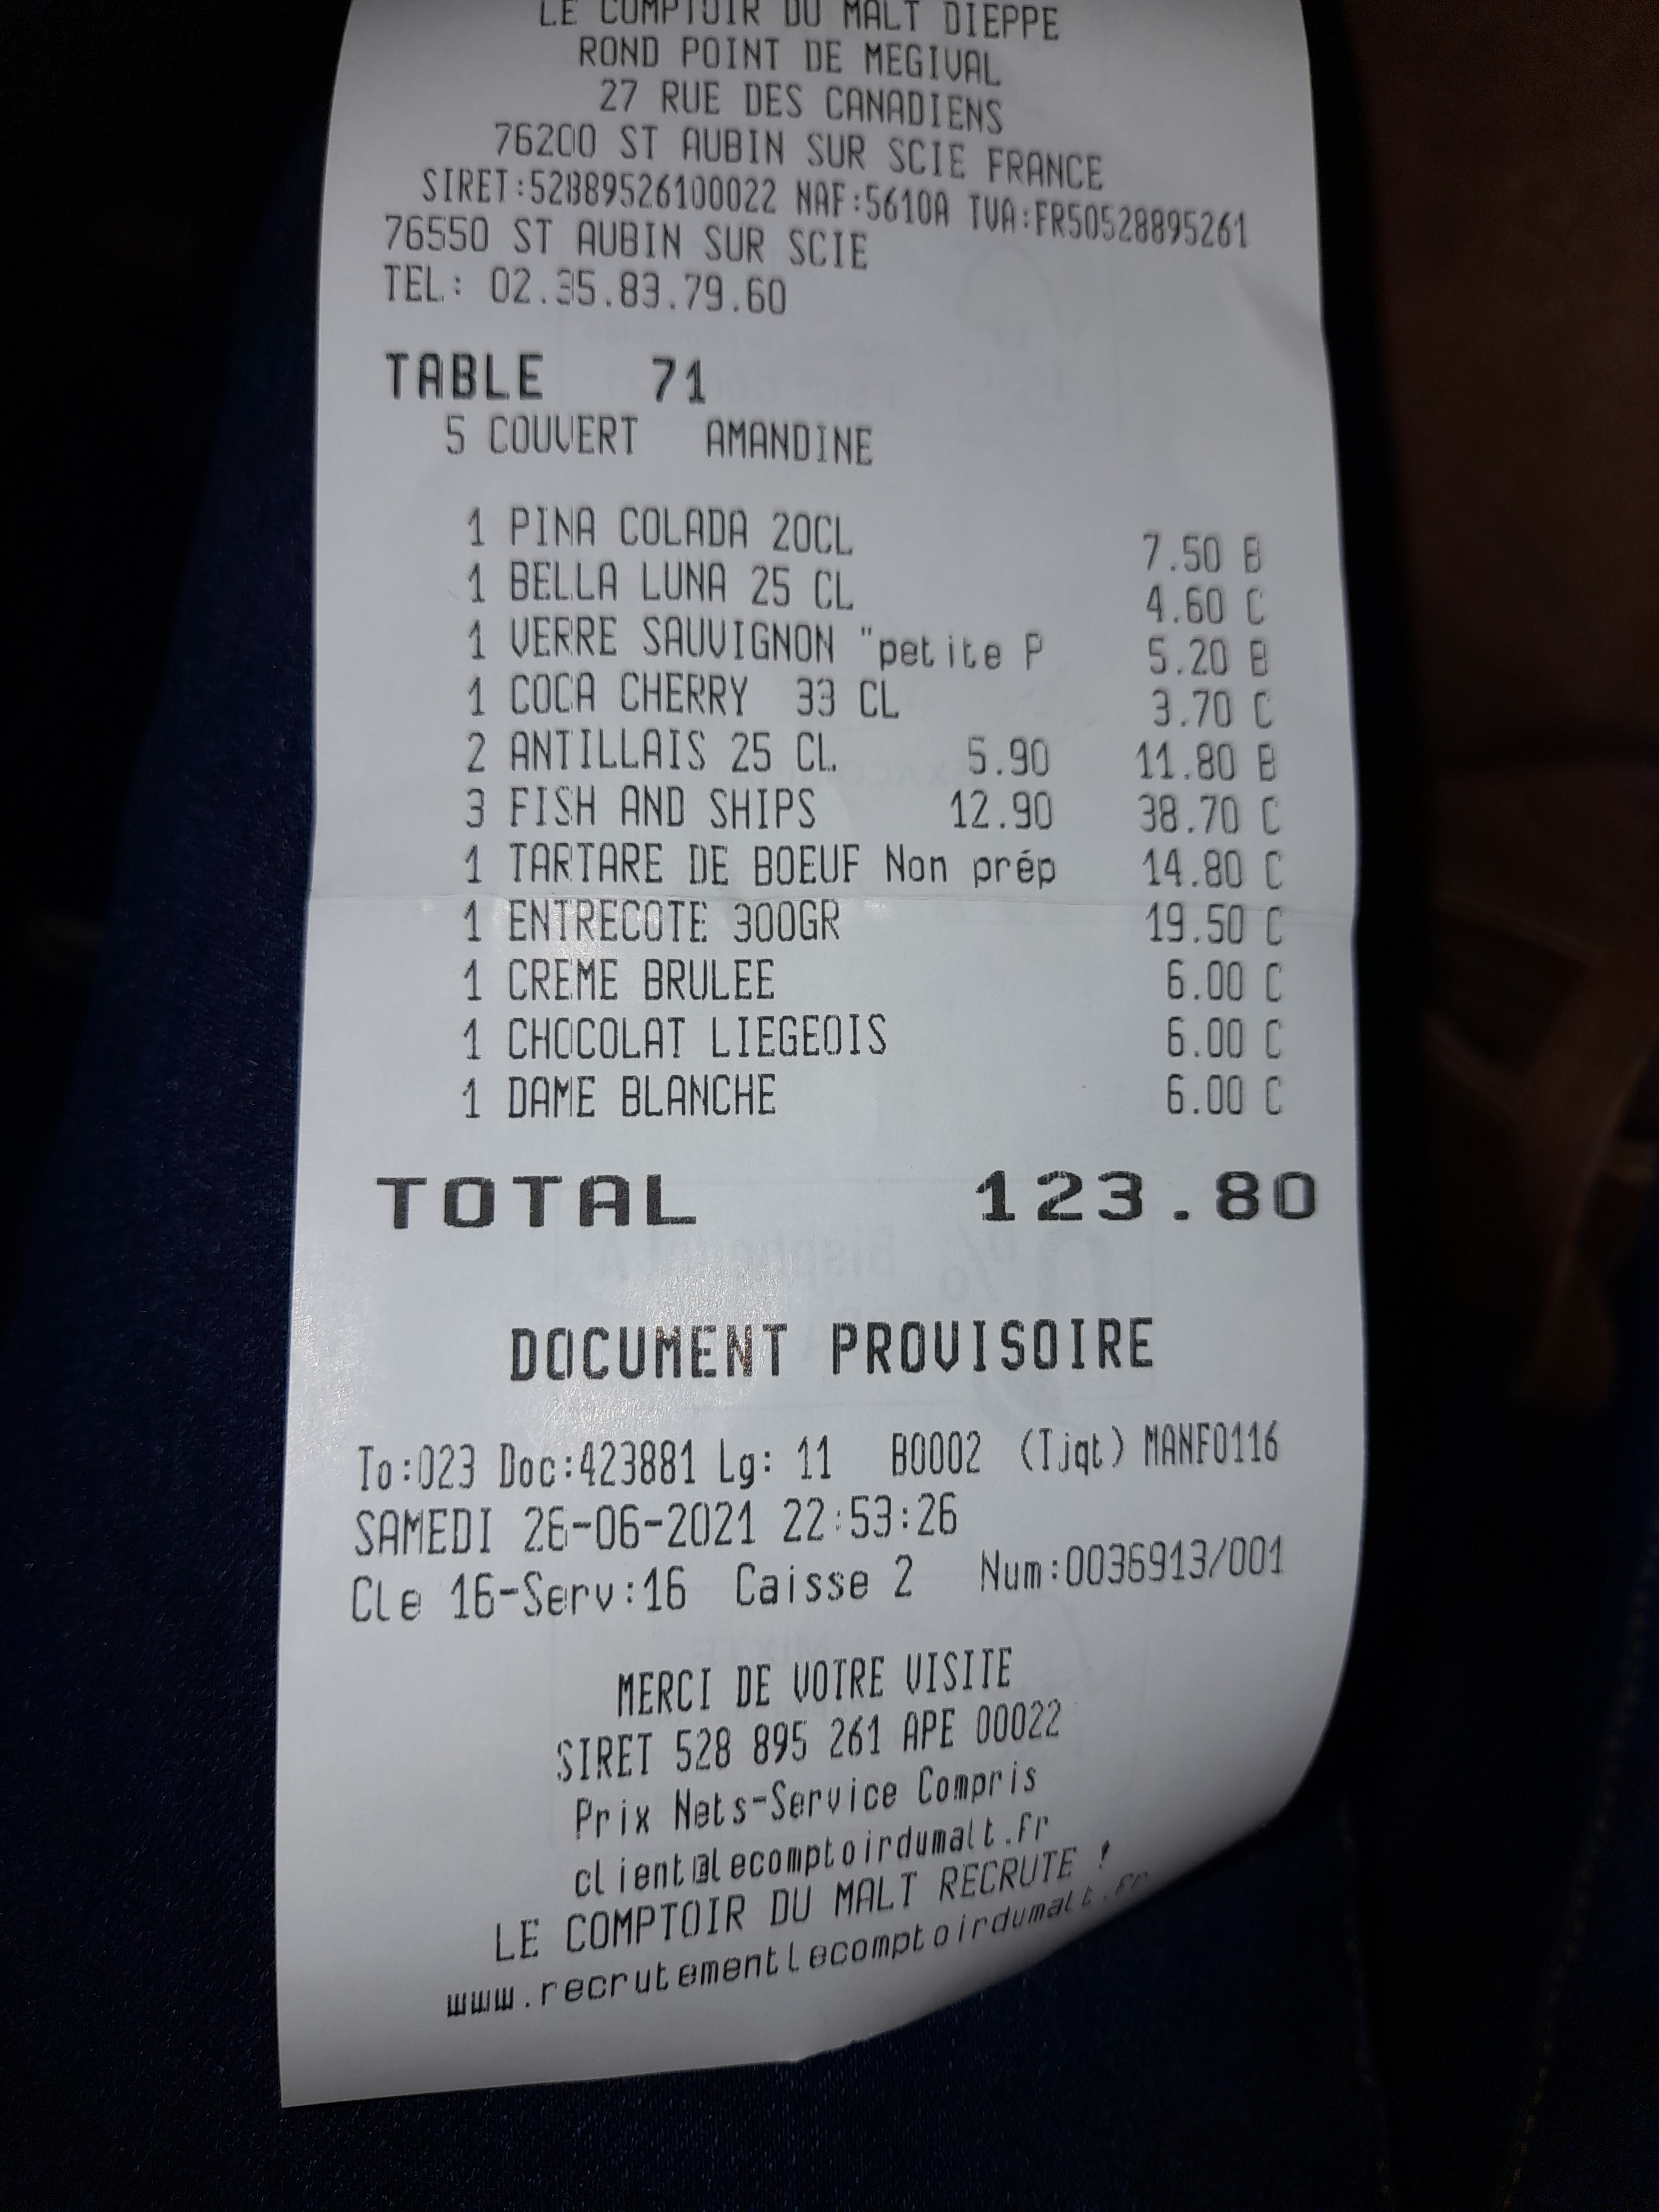 LE COMPTOIR DU MALT DIEPPE
ROND POINT DE MEGIVAL
27 RUE DES CANADIENS
76200 ST AUBIN SUR SCIE FRANCE
SIRET:52889526100022 NAF:5610A TVA:FR50528895261
76550 ST AUBIN SUR SCIE
TEL: 02.35.83.79.60
TABLE 71
5 COUVERT AMANDINE
1 PINA COLADA 20CL 7.50 B
1 BELLA LUNA 25 CL 4.60 C
1 VERRE SAUVIGNON "petite P 5.20 B
1 COCA CHERRY 33 CL 3.70 C
2 ANTILLAIS 25 CL 5.90 11.80 B
3 FISH AND SHIPS 12.90 38.70 C
1 TARTARE DE BOEUF Non prép 14.80 C
1 ENTRECOTE 300GR 19.50 C
1 CREME BRULEE 6.00 C
1 CHOCOLAT LIEGEOIS 6.00 C
1 DAME BLANCHE 6.00 C
TOTAL 123.80
DOCUMENT PROVISOIRE
To:023 Doc:423881 Lg: 11 B0002 (Tjqt) MANF0116
SAMEDI 26-06-2021 22:53:26
Cle 16-Serv:16 Caisse 2 Num:0036913/001
MERCI DE VOTRE VISITE
SIRET 528 895 261 APE 00022
Prix Nets-Service Compris
client@lecomptoirdumalt.fr
LE COMPTOIR DU MALT RECRUTE !
www.recrutementlecomptoirdumalt.fr